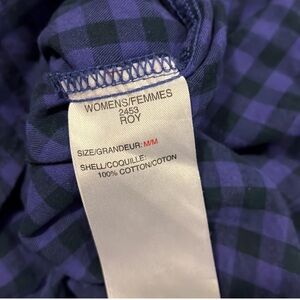 WOMENS/FEMMES
2453
ROY
SIZE/GRANDEUR: M/M
SHELL/COQUILLE:
100% COTTON/COTON